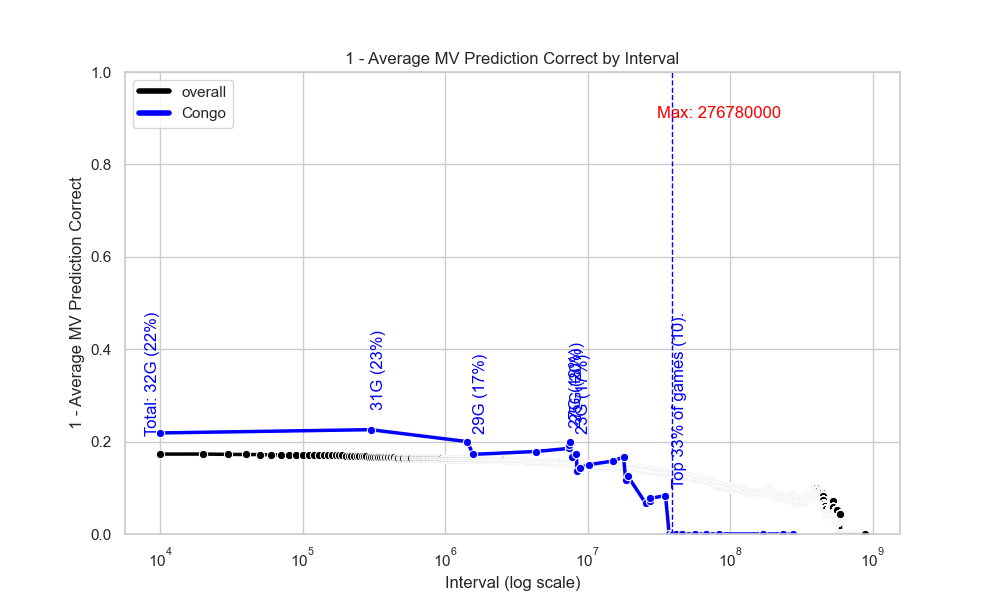 1 - Average MV Prediction Correct by Interval
overall
Congo
Max: 276780000
1 - Average MV Prediction Correct
1.0
0.8
0.6
0.4
0.2
0.0
Total: 32G (22%)
31G (23%)
29G (17%)
23G (17%)
Top 33% of games (10).
10^4
10^5
10^6
10^7
10^8
10^9
Interval (log scale)